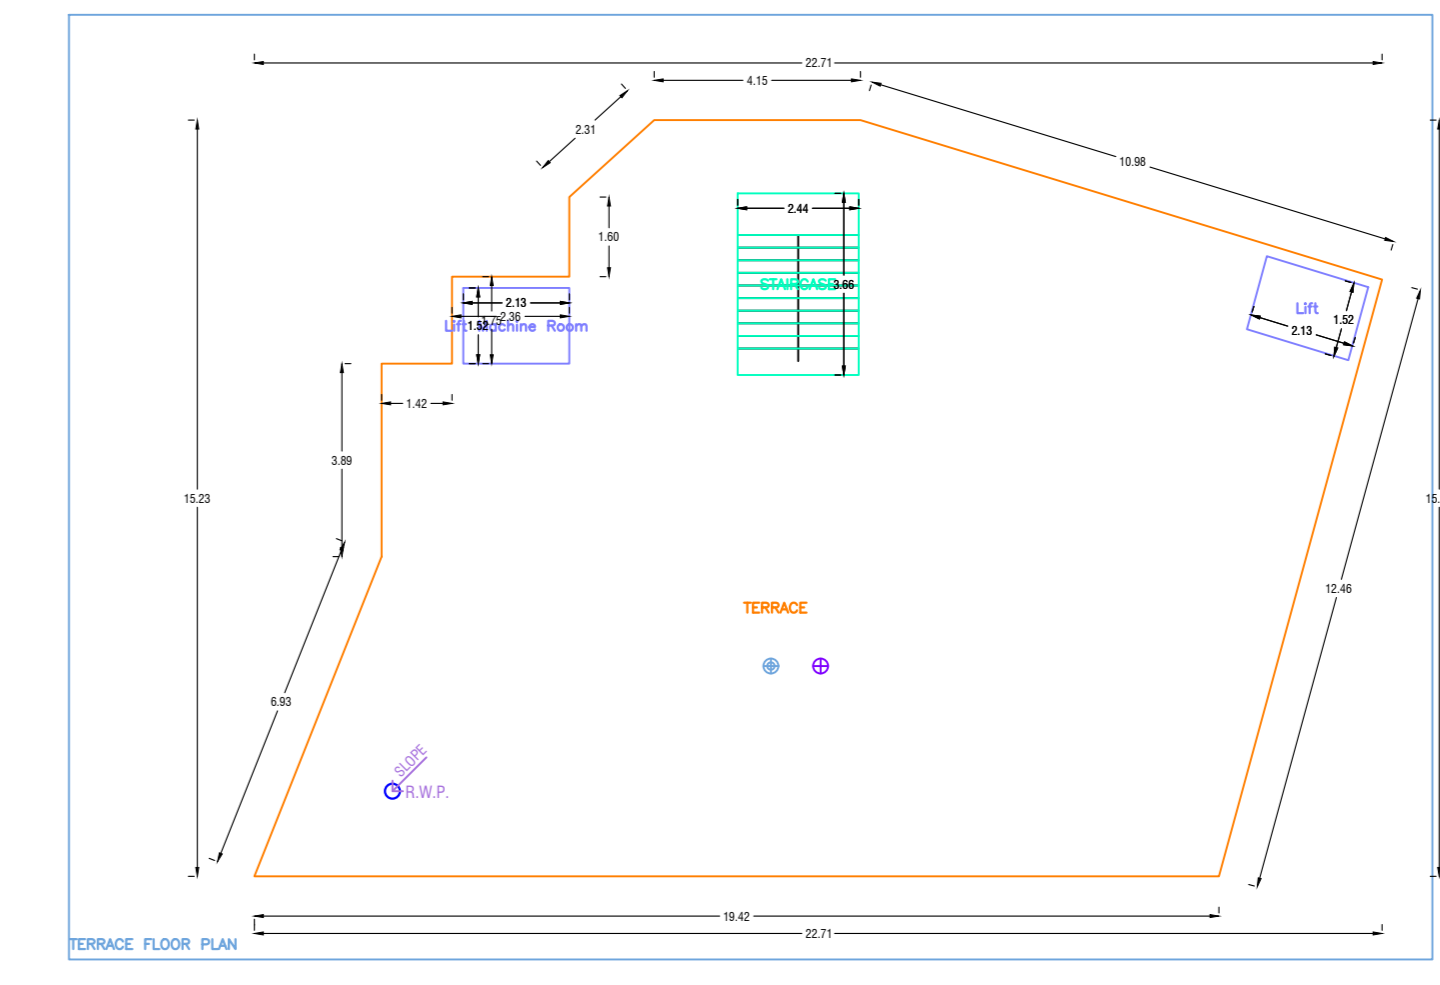 22.71
4.15
2.31
10.98
1.60
2.44
STAIRCASE
3.66
Lift
1.52
2.13
2.13
2.36
1.52
Lift Machine Room
1.42
3.89
15.23
15.
12.46
TERRACE
6.93
SLOPE
R.W.P.
19.42
22.71
TERRACE FLOOR PLAN